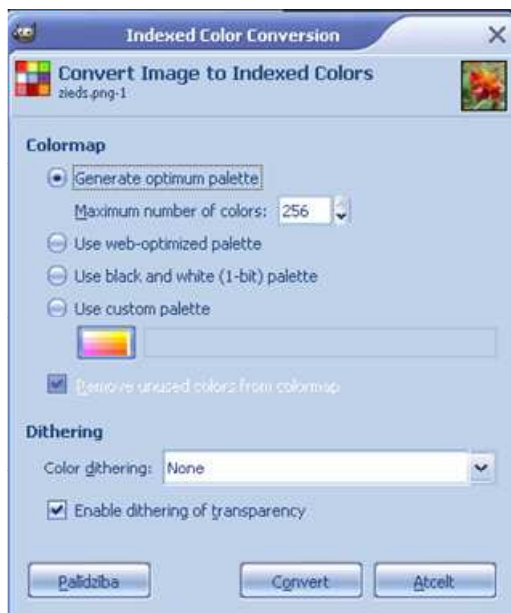 Indexed Color Conversion
Convert Image to Indexed Colors
zieds.png-1
Colormap
Generate optimum palette
Maximum number of colors: 256
Use web-optimized palette
Use black and white (1-bit) palette
Use custom palette
Remove unused colors from colormap
Dithering
Color dithering: None
Enable dithering of transparency
Palīdzība Convert Atcelt